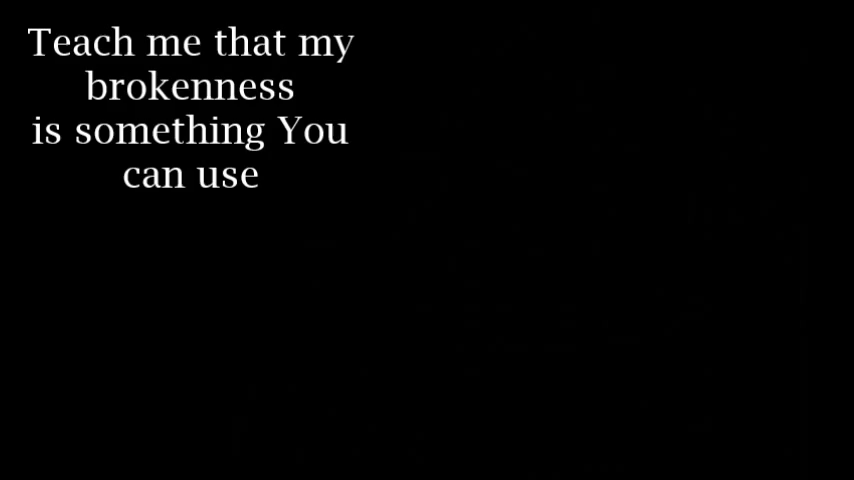 Teach me that my
brokenness
is something You
can use